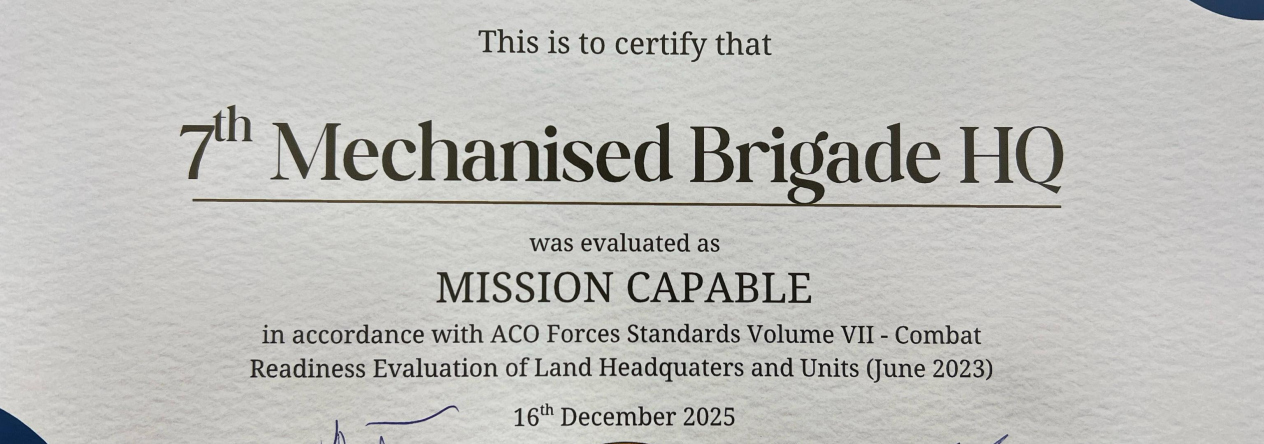 This is to certify that
7th Mechanised Brigade HQ
was evaluated as
MISSION CAPABLE
in accordance with ACO Forces Standards Volume VII - Combat
Readiness Evaluation of Land Headquaters and Units (June 2023)
16th December 2025